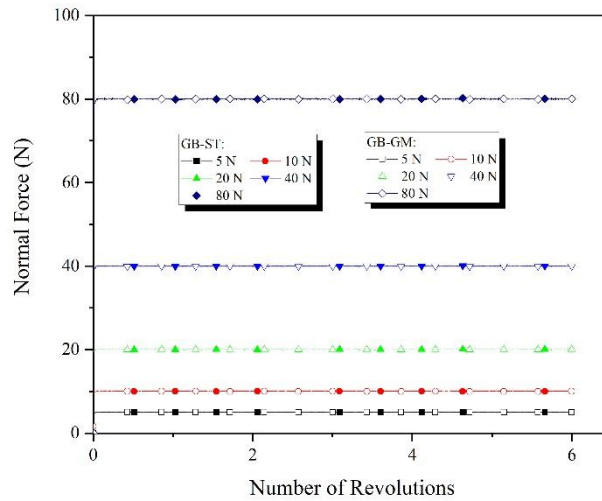 100
80
60
40
20
0
Normal Force (N)
GB-ST:
5 N 10 N
20 N 40 N
80 N
GB-GM:
5 N 10 N
20 N 40 N
80 N
0 2 4 6
Number of Revolutions